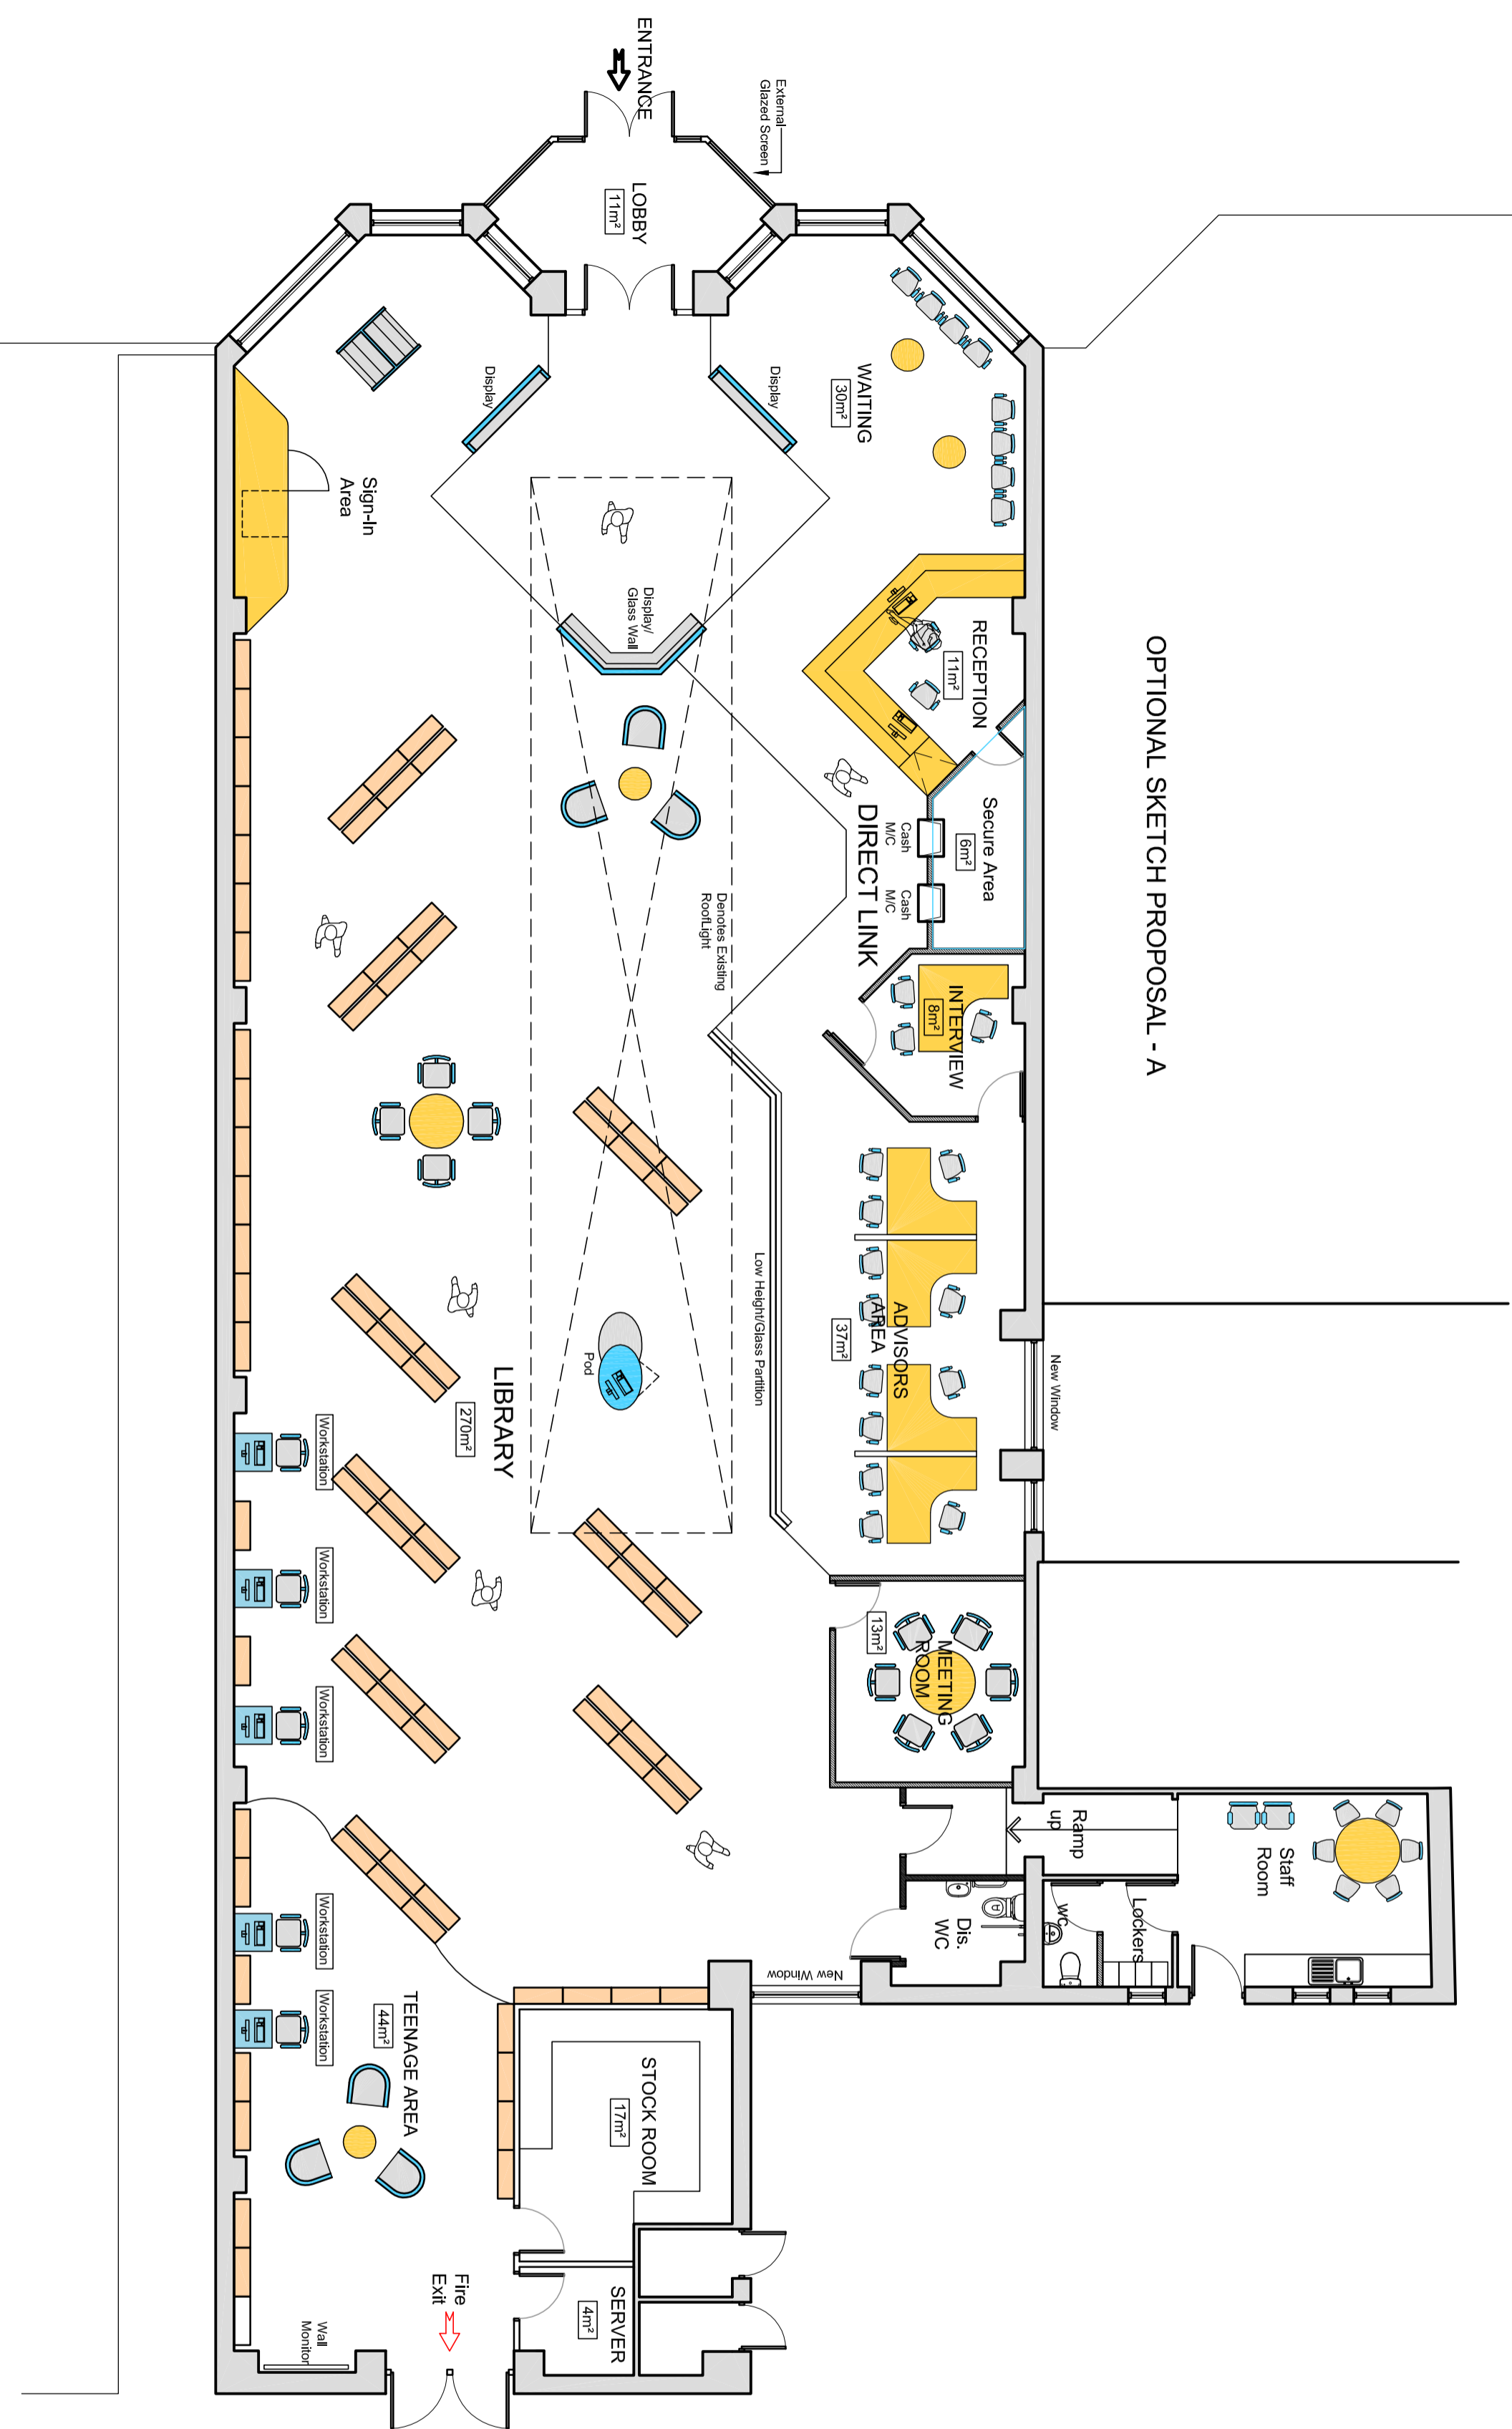 OPTIONAL SKETCH PROPOSAL - A
ENTRANCE
External
Glazed Screen
LOBBY
11m²
Display
Display
WAITING
30m²
Sign-In
Area
Display/
Glass Wall
RECEPTION
11m²
Secure Area
6m²
Cash
M/C
Cash
M/C
DIRECT LINK
Denotes Existing
RoofLight
INTERVIEW
8m²
ADVISORS
AREA
37m²
New Window
Low Height/Glass Partition
Pod
LIBRARY
270m²
Workstation
Workstation
Workstation
Workstation
Workstation
MEETING
ROOM
13m²
Ramp
up
Staff
Room
Lockers
wc
Dis.
WC
New Window
TEENAGE AREA
44m²
STOCK ROOM
17m²
SERVER
4m²
Fire
Exit
Wall
Monitor